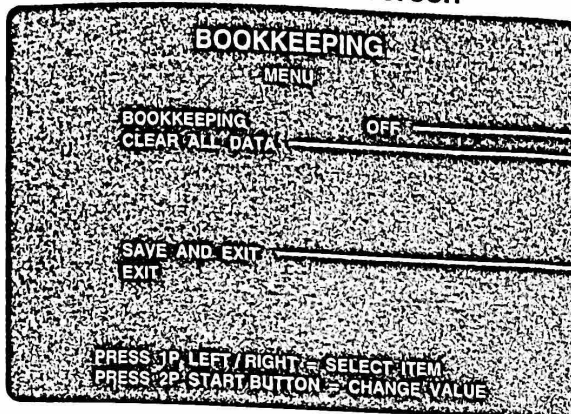 BOOKKEEPING
MENU
BOOKKEEPING OFF
CLEAR ALL DATA
SAVE AND EXIT
EXIT
PRESS 1P LEFT / RIGHT = SELECT ITEM
PRESS 2P START BUTTON = CHANGE VALUE